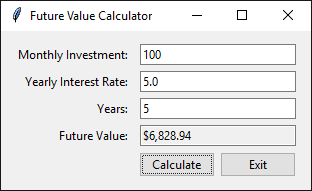 Future Value Calculator
Monthly Investment: 100
Yearly Interest Rate: 5.0
Years: 5
Future Value: $6,828.94
Calculate Exit